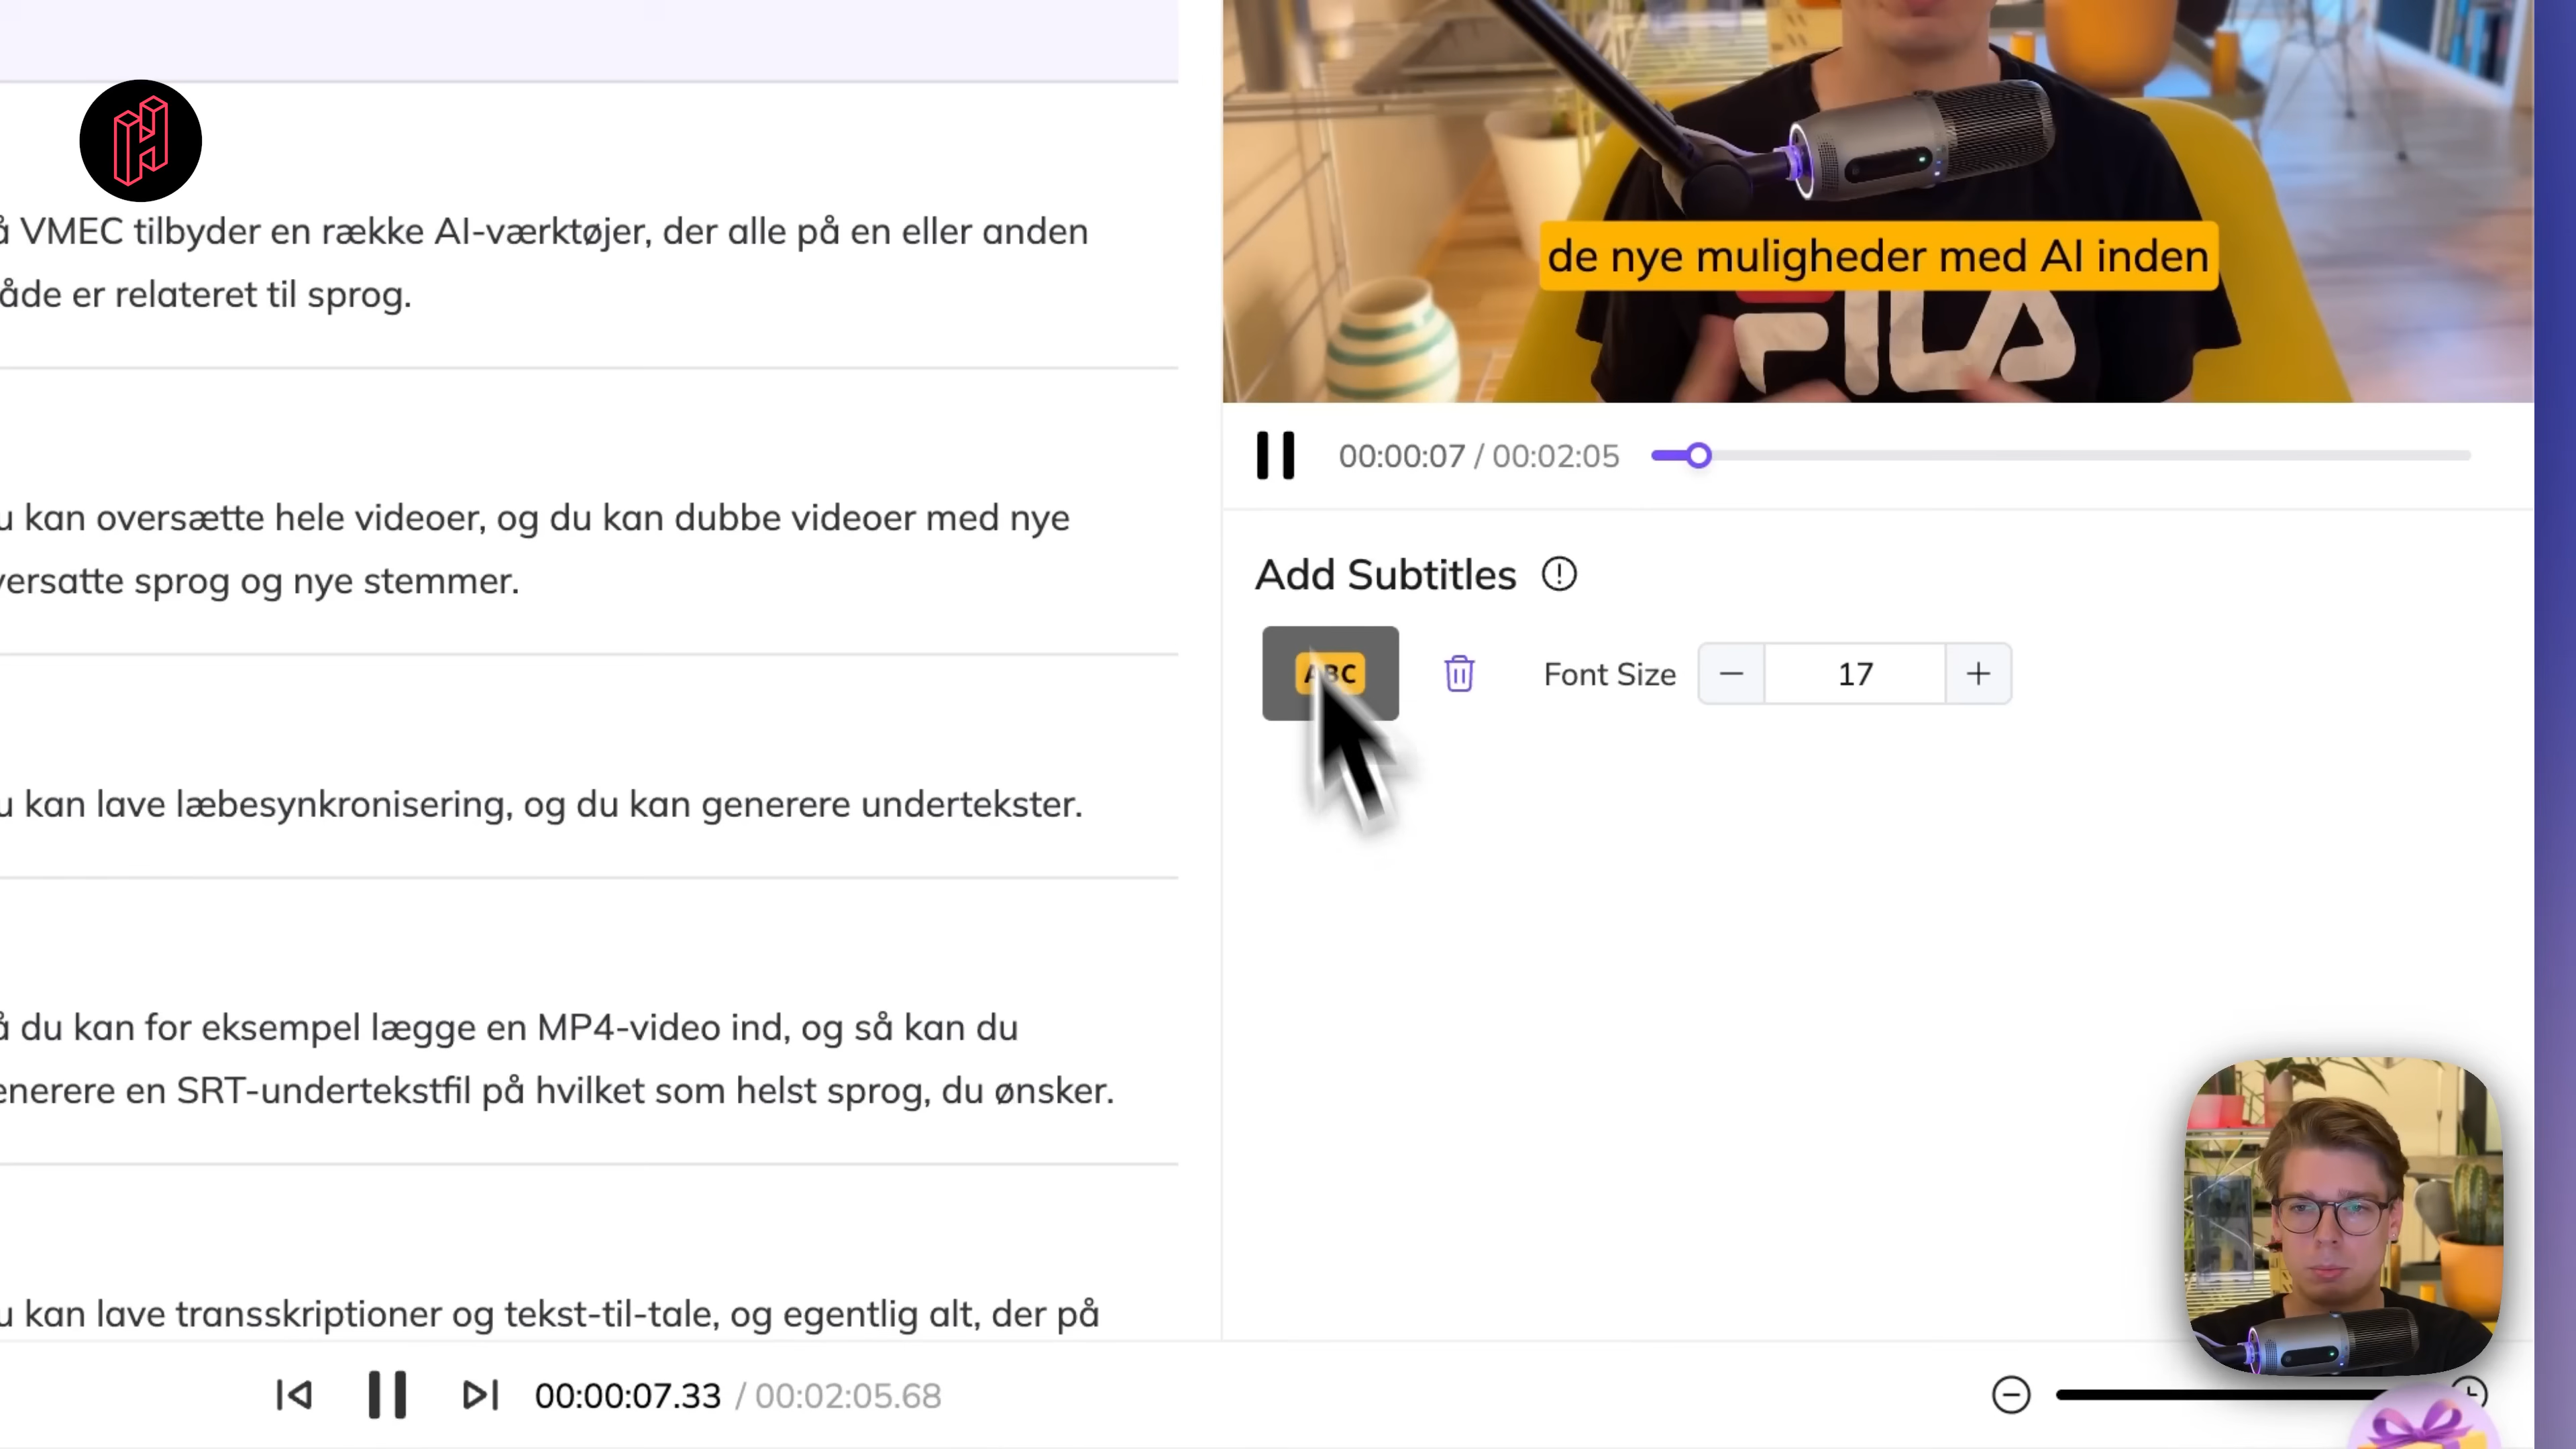 VMEC tilbyder en række AI-værktøjer, der alle på en eller anden
er relateret til sprog.
kan oversætte hele videoer, og du kan dubbe videoer med nye
sprog og nye stemmer.
kan lave læbesynkronisering, og du kan generere undertekster.
du kan for eksempel lægge en MP4-video ind, og så kan du
en SRT-undertekstfil på hvilket som helst sprog, du ønsker.
kan lave transskriptioner og tekst-til-tale, og egentlig alt, der på
00:00:07.33 / 00:02:05.68
de nye muligheder med AI inden
FILA
00:00:07 / 00:02:05
Add Subtitles
ABC
Font Size
17